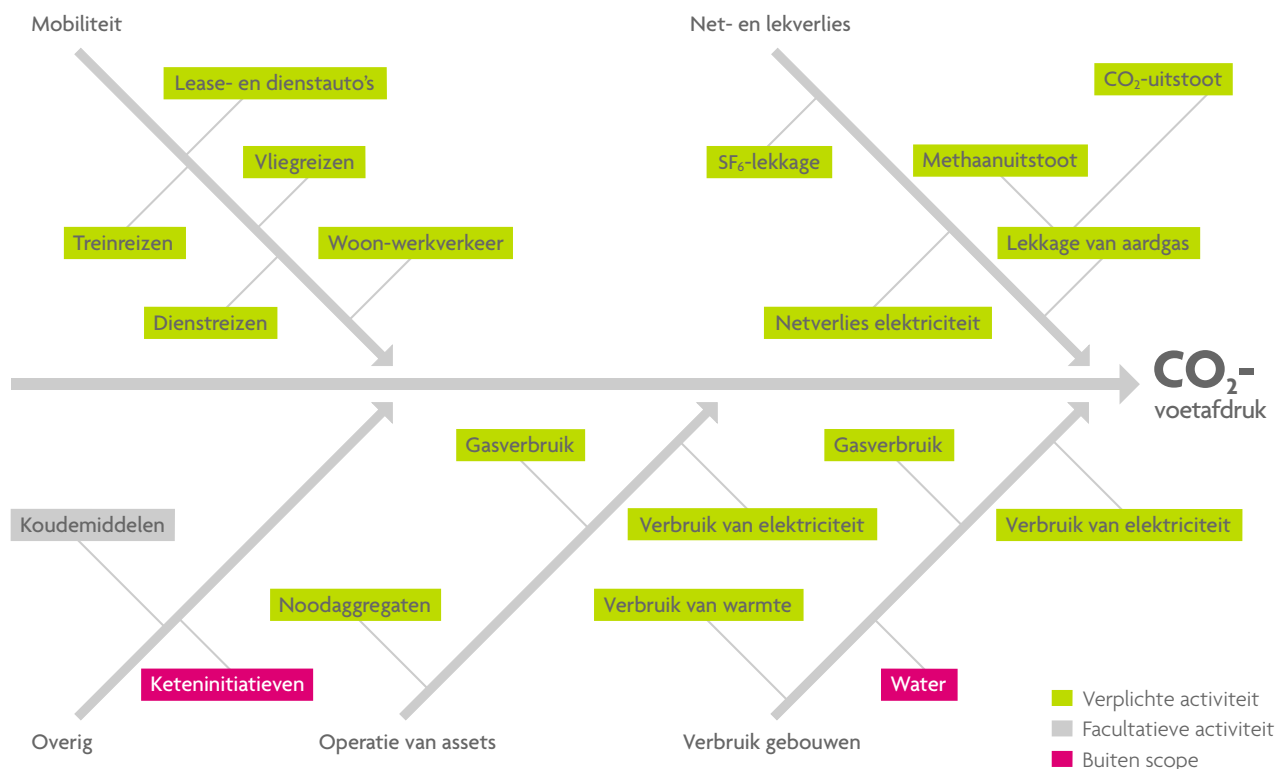 Mobiliteit
Net- en lekverlies
Lease- en dienstauto's
CO₂-uitstoot
Vliegreizen
SF₆-lekkage
Methaanuitstoot
Treinreizen
Woon-werkverkeer
Lekkage van aardgas
Dienstreizen
Netverlies elektriciteit
CO₂-
voetafdruk
Gasverbruik
Gasverbruik
Koudemiddelen
Verbruik van elektriciteit
Verbruik van elektriciteit
Noodaggregaten
Verbruik van warmte
Keteninitiatieven
Water
Overig
Operatie van assets
Verbruik gebouwen
Verplichte activiteit
Facultatieve activiteit
Buiten scope